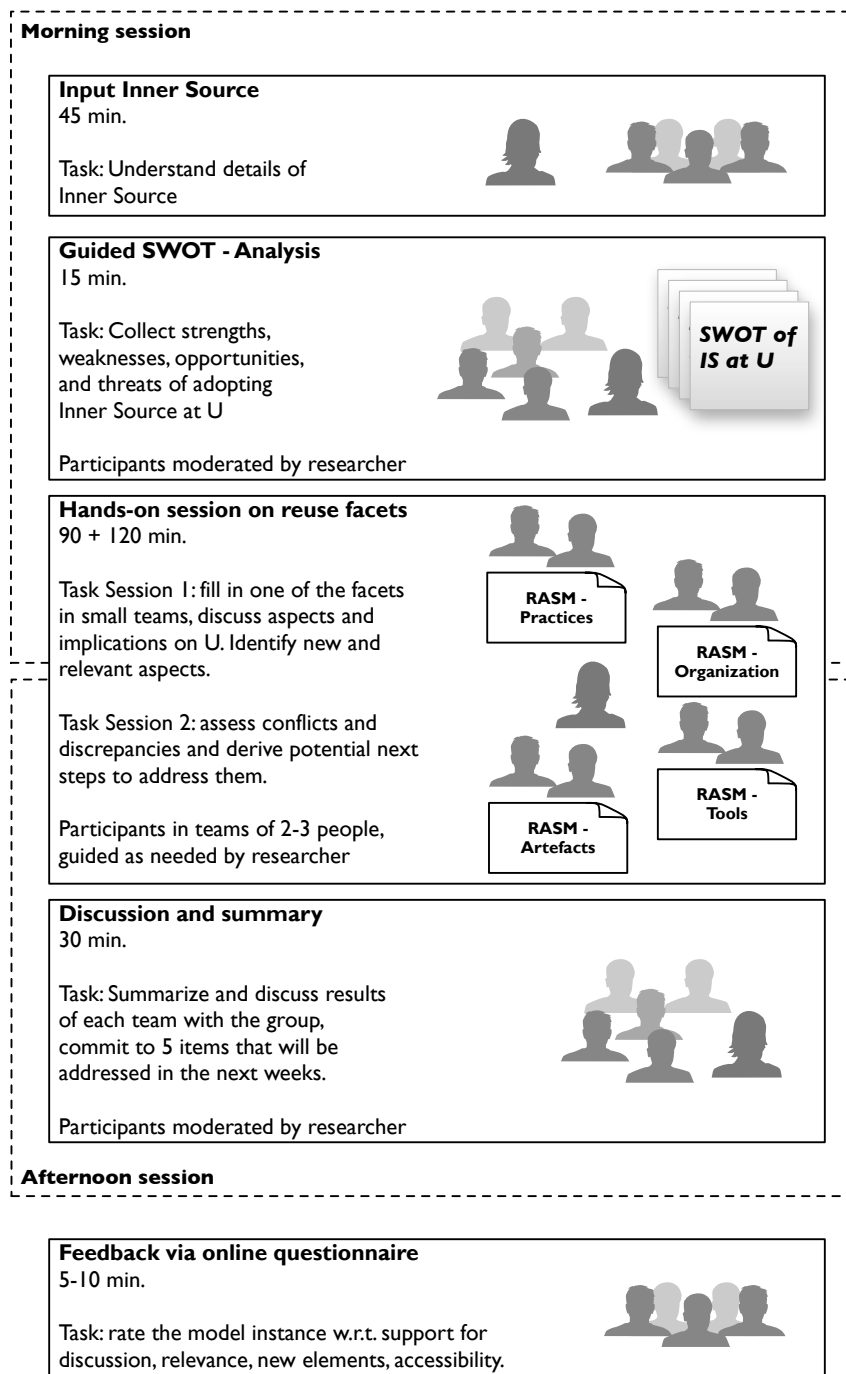 Morning session
Input Inner Source
45 min.
Task: Understand details of
Inner Source
Guided SWOT - Analysis
15 min.
Task: Collect strengths,
weaknesses, opportunities,
and threats of adopting
Inner Source at U
Participants moderated by researcher
SWOT of
IS at U
Hands-on session on reuse facets
90 + 120 min.
Task Session 1: fill in one of the facets
in small teams, discuss aspects and
implications on U. Identify new and
relevant aspects.
Task Session 2: assess conflicts and
discrepancies and derive potential next
steps to address them.
Participants in teams of 2-3 people,
guided as needed by researcher
RASM -
Practices
RASM -
Organization
RASM -
Tools
RASM -
Artefacts
Discussion and summary
30 min.
Task: Summarize and discuss results
of each team with the group,
commit to 5 items that will be
addressed in the next weeks.
Participants moderated by researcher
Afternoon session
Feedback via online questionnaire
5-10 min.
Task: rate the model instance w.r.t. support for
discussion, relevance, new elements, accessibility.